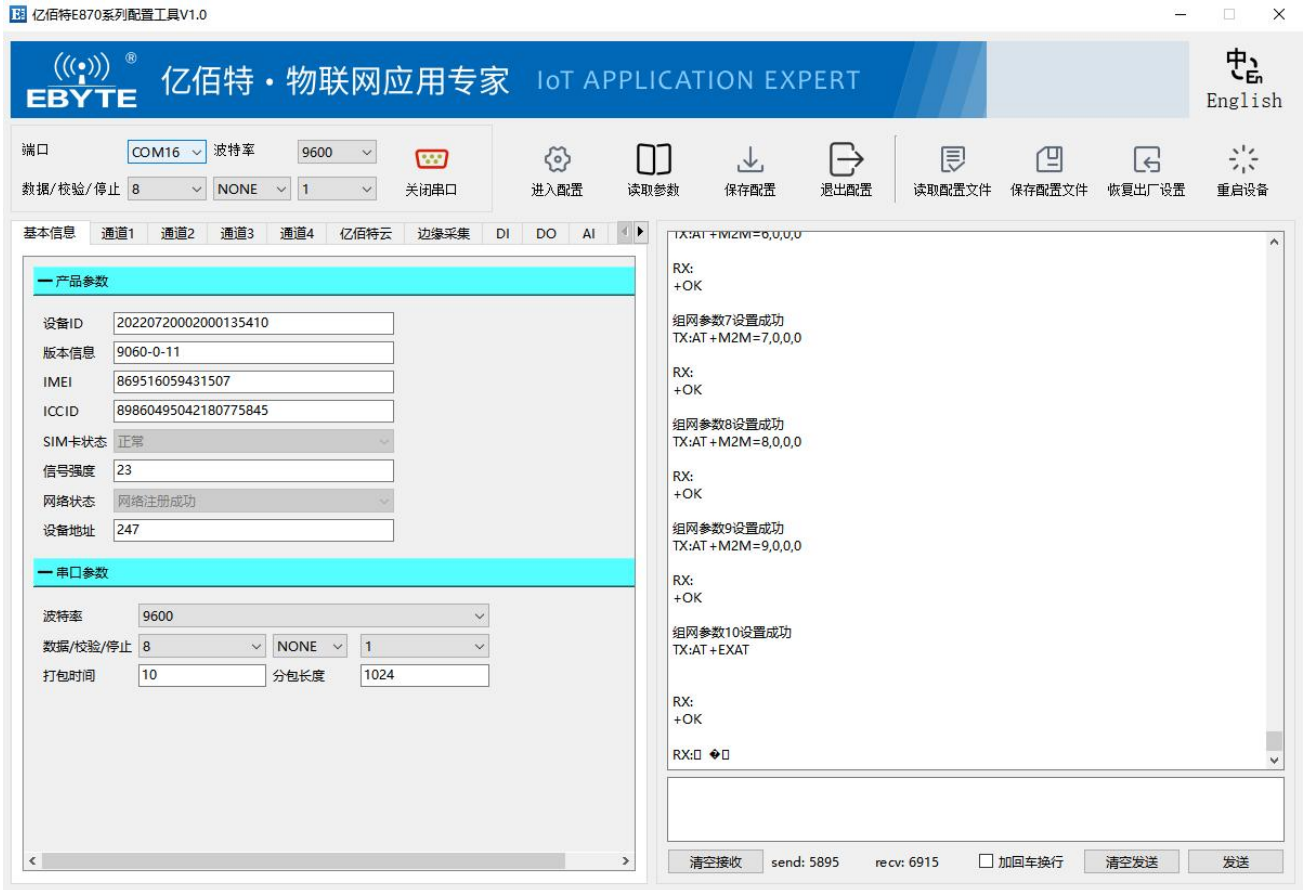 亿佰特E870系列配置工具V1.0
EBYTE ® 亿佰特·物联网应用专家 IoT APPLICATION EXPERT
中 En
English
端口 COM16 波特率 9600
数据/校验/停止 8 NONE 1
关闭串口 进入配置 读取参数 保存配置 退出配置 读取配置文件 保存配置文件 恢复出厂设置 重启设备
基本信息 通道1 通道2 通道3 通道4 亿佰特云 边缘采集 DI DO AI
产品参数
设备ID 20220720002000135410
版本信息 9060-0-11
IMEI 869516059431507
ICCID 89860495042180775845
SIM卡状态 正常
信号强度 23
网络状态 网络注册成功
设备地址 247
串口参数
波特率 9600
数据/校验/停止 8 NONE 1
打包时间 10 分包长度 1024
TX:AT+M2M=6,0,0,0
RX:
+OK
组网参数7设置成功
TX:AT+M2M=7,0,0,0
RX:
+OK
组网参数8设置成功
TX:AT+M2M=8,0,0,0
RX:
+OK
组网参数9设置成功
TX:AT+M2M=9,0,0,0
RX:
+OK
组网参数10设置成功
TX:AT+EXAT
RX:
+OK
RX:
清空接收 send: 5895 recv: 6915 加回车换行 清空发送 发送